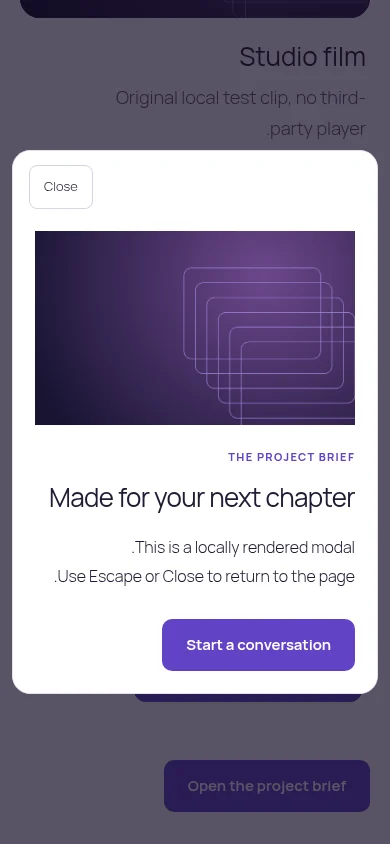 Studio film
Original local test clip, no third-
.party player
Close
THE PROJECT BRIEF
Made for your next chapter
.This is a locally rendered modal
.Use Escape or Close to return to the page
Start a conversation
Open the project brief